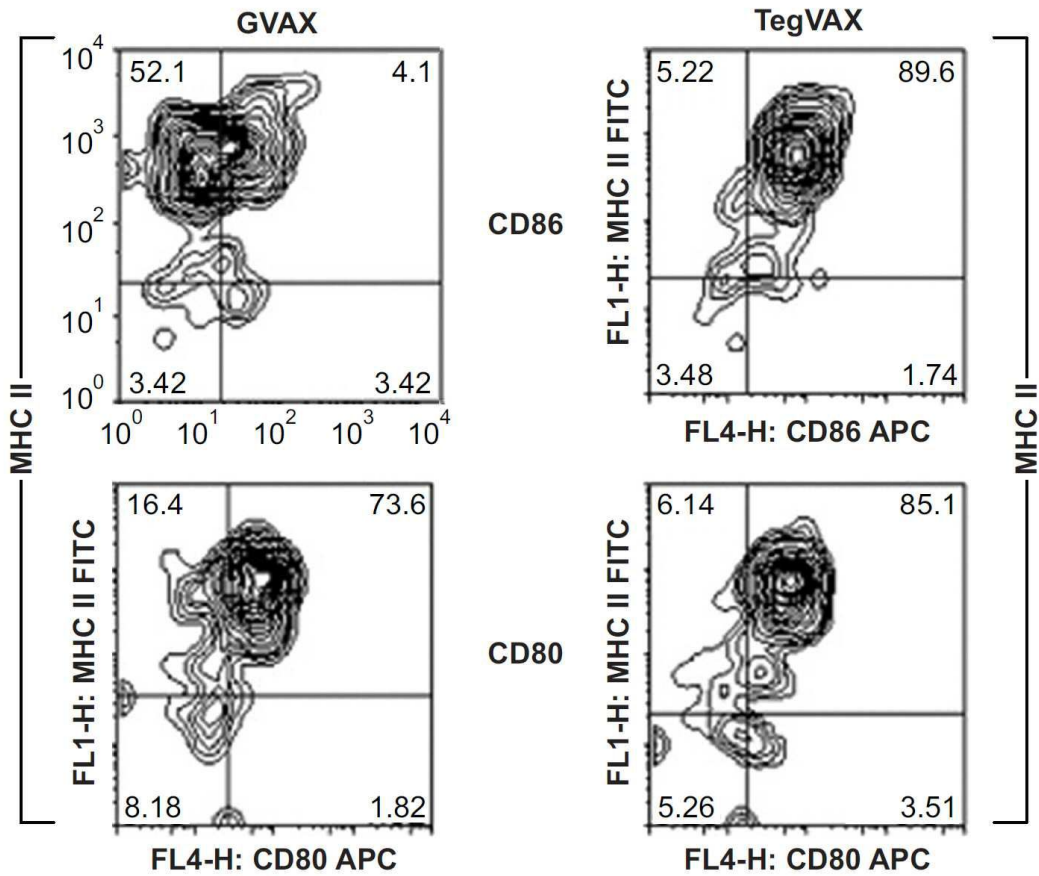 GVAX
TegVAX
MHC II
10^4
10^3
10^2
10^1
10^0
52.1
4.1
3.42
3.42
10^0
10^1
10^2
10^3
10^4
CD86
FL1-H: MHC II FITC
5.22
89.6
3.48
1.74
FL4-H: CD86 APC
MHC II
FL1-H: MHC II FITC
16.4
73.6
8.18
1.82
FL4-H: CD80 APC
CD80
FL1-H: MHC II FITC
6.14
85.1
5.26
3.51
FL4-H: CD80 APC